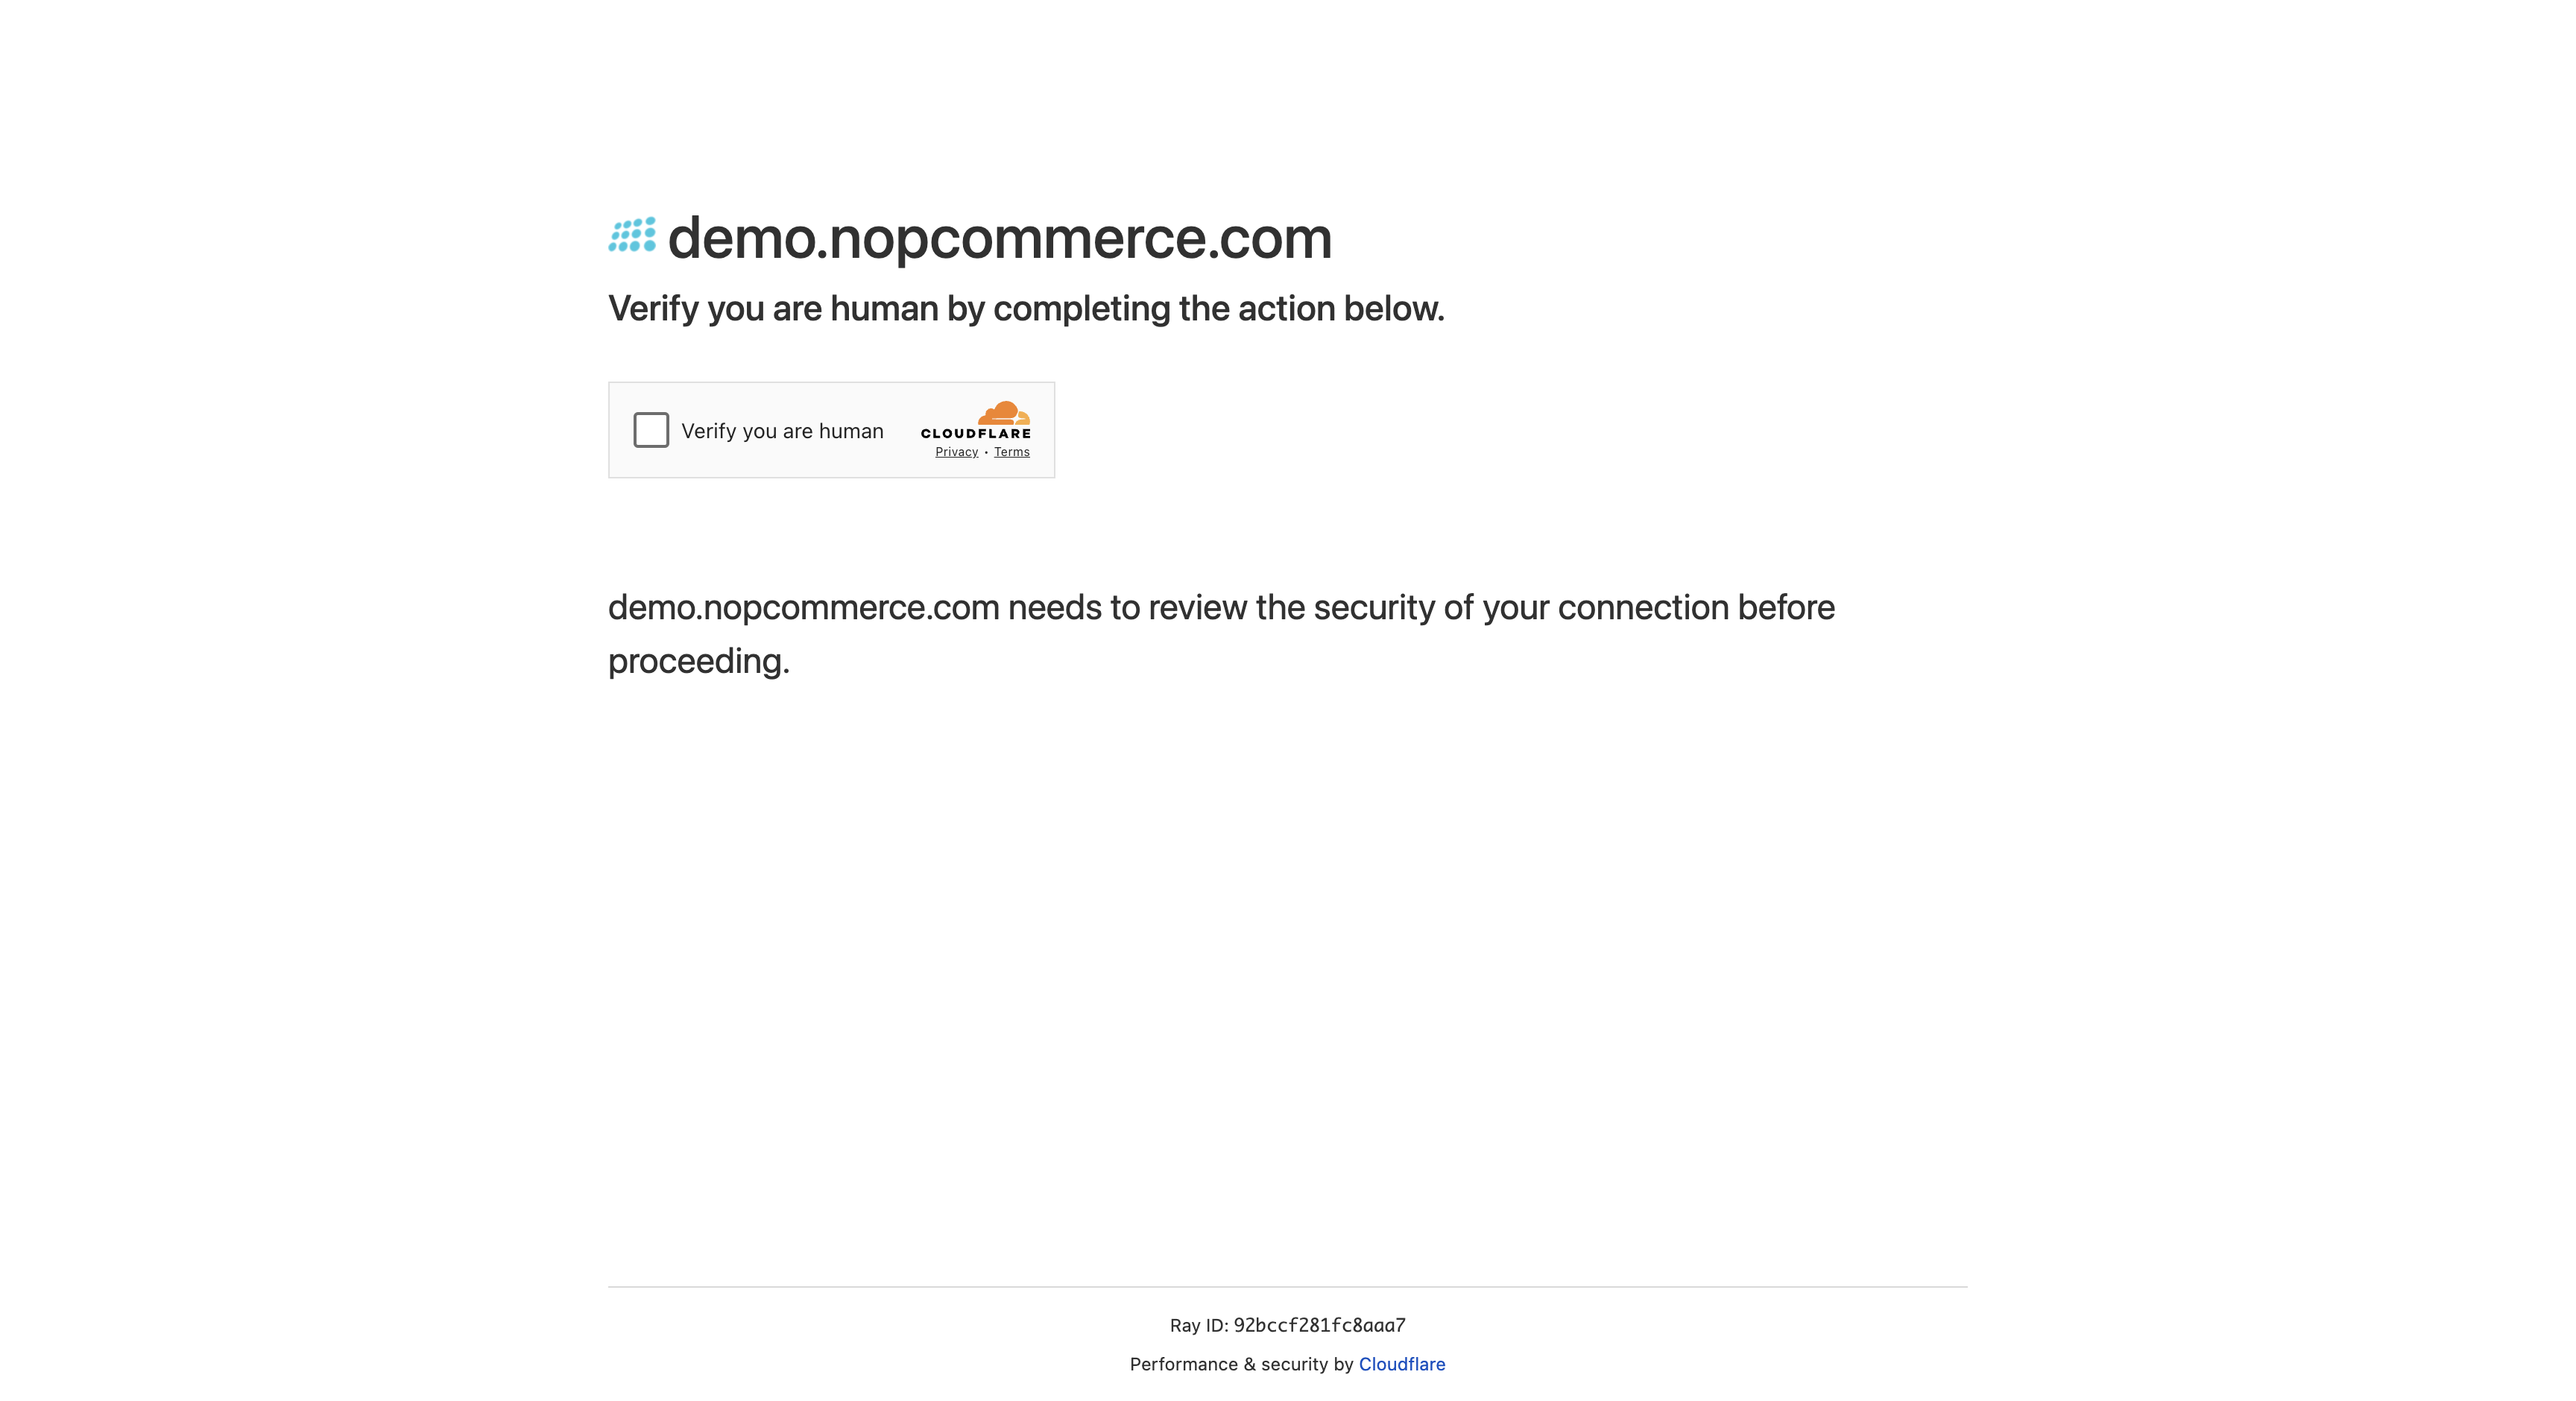 demo.nopcommerce.com
Verify you are human by completing the action below.
Verify you are human
CLOUDFLARE
Privacy • Terms
demo.nopcommerce.com needs to review the security of your connection before
proceeding.
Ray ID: 92bccf281fc8aaa7
Performance & security by Cloudflare